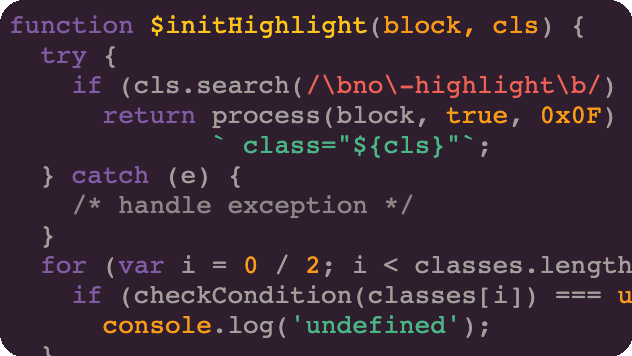 function $initHighlight(block, cls) {
  try {
    if (cls.search(/\bno\-highlight\b/)
      return process(block, true, 0x0F)
             ` class="${cls}"`;
  } catch (e) {
    /* handle exception */
  }
  for (var i = 0 / 2; i < classes.length
    if (checkCondition(classes[i]) === u
      console.log('undefined');
  }